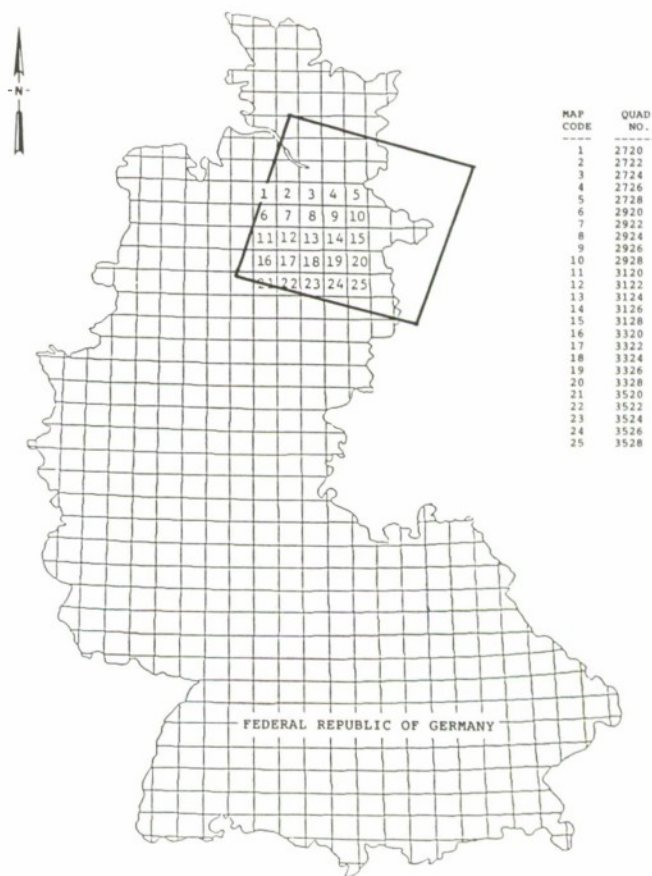 N
MAP QUAD
CODE NO.
1 2720
2 2722
3 2724
4 2726
5 2728
6 2920
7 2922
8 2924
9 2926
10 2928
11 3120
12 3122
13 3124
14 3126
15 3128
16 3320
17 3322
18 3324
19 3326
20 3328
21 3520
22 3522
23 3524
24 3526
25 3528
1 2 3 4 5
6 7 8 9 10
11 12 13 14 15
16 17 18 19 20
21 22 23 24 25
FEDERAL REPUBLIC OF GERMANY